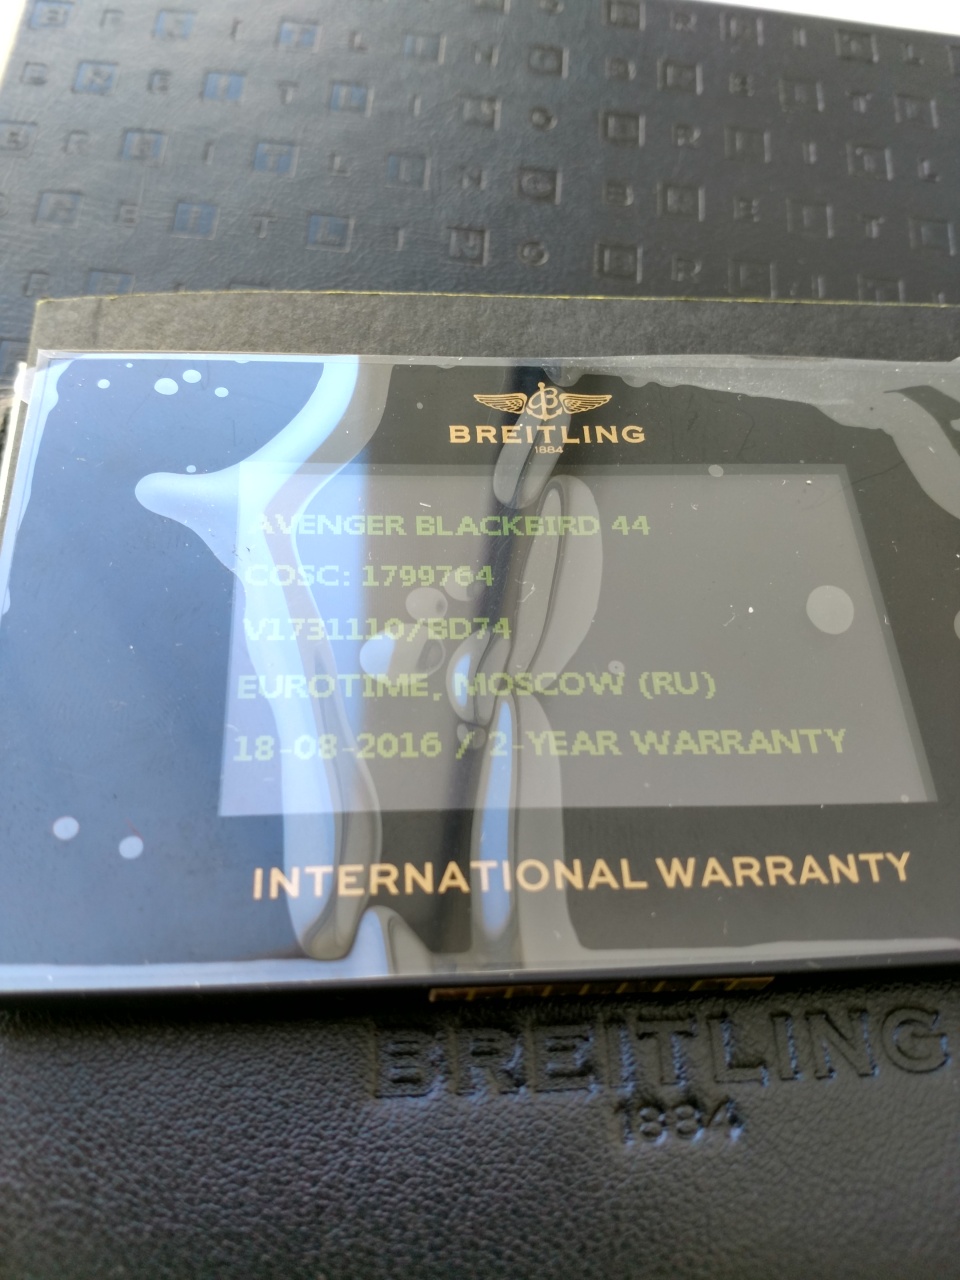 BREITLING
1884
AVENGER BLACKBIRD 44
COSC: 1799764
V1731110/BD74
EUROTIME, MOSCOW (RU)
18-08-2016 / 2-YEAR WARRANTY
INTERNATIONAL WARRANTY
BREITLING
1884